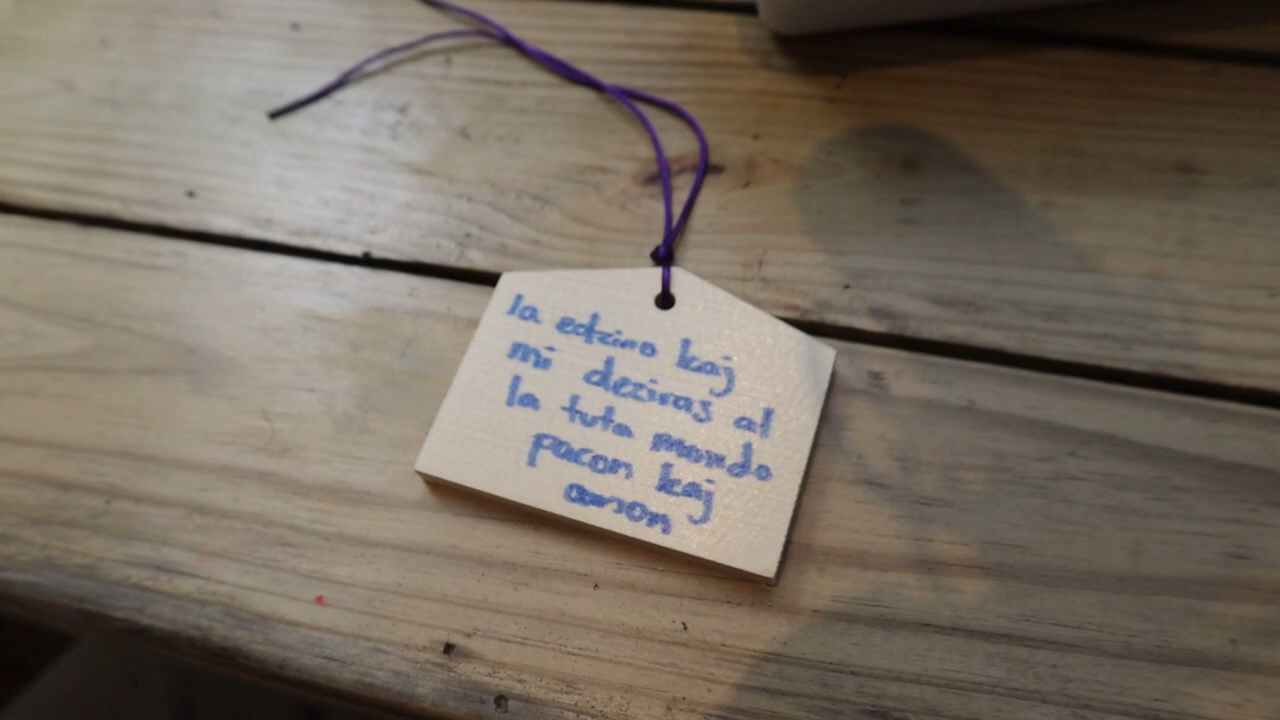 la edzino kaj
mi deziras al
la tuta mondo
pacon kaj
amon